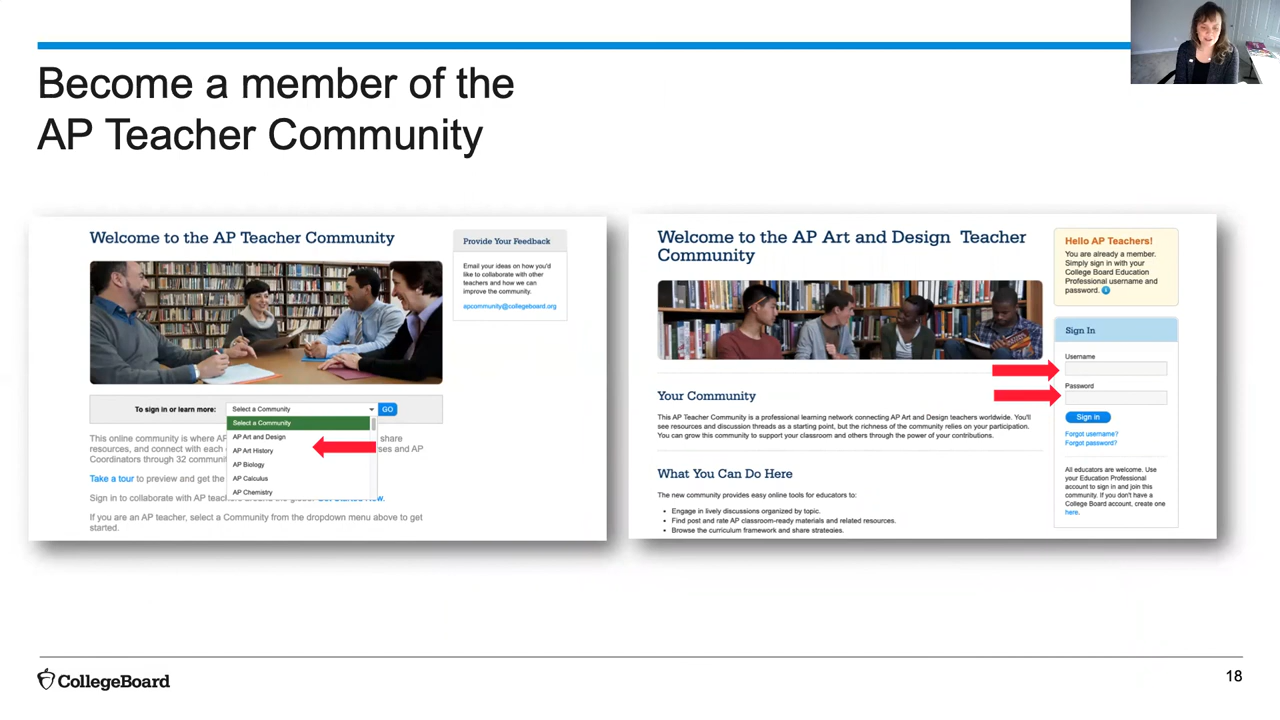 Become a member of the
AP Teacher Community
Welcome to the AP Teacher Community
Provide Your Feedback
Email your ideas on how you'd
like to collaborate with other
teachers and how we can
improve the community.
apcommunity@collegeboard.org
To sign in or learn more:
Select a Community
GO
Select a Community
AP Art and Design
AP Art History
AP Biology
AP Calculus
AP Chemistry
This online community is where AP share
resources, and connect with each ses and AP
Coordinators through 32 communi
Take a tour to preview and get the
Sign in to collaborate with AP
If you are an AP teacher, select a Community from the dropdown menu above to get
started.
Welcome to the AP Art and Design Teacher
Community
Hello AP Teachers!
You are already a member.
Simply sign in with your
College Board Education
Professional username and
password.
Sign In
Username
Password
Sign in
Forgot username?
Forgot password?
All educators are welcome. Use
your Education Professional
account to sign in and join this
community. If you don't have a
College Board account, create one
here.
Your Community
This AP Teacher Community is a professional learning network connecting AP Art and Design teachers worldwide. You'll
see resources and discussion threads as a starting point, but the richness of the community relies on your participation.
You can grow this community to support your classroom and others through the power of your contributions.
What You Can Do Here
The new community provides easy online tools for educators to:
• Engage in lively discussions organized by topic.
• Find post and rate AP classroom-ready materials and related resources.
• Browse the curriculum framework and share strategies.
CollegeBoard
18